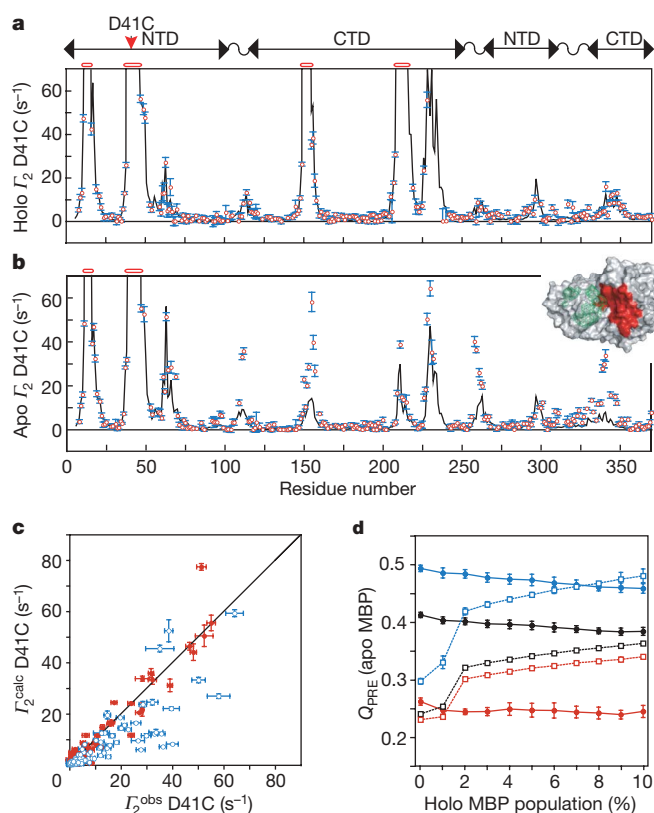 a
D41C
NTD
CTD
NTD
CTD
Holo Γ₂ D41C (s⁻¹)
60
40
20
0
b
Apo Γ₂ D41C (s⁻¹)
60
40
20
0
0
50
100
150
200
250
300
350
Residue number
c
Γ₂ᶜᵃˡᶜ D41C (s⁻¹)
80
60
40
20
0
20
40
60
80
Γ₂ᵒᵇˢ D41C (s⁻¹)
d
Q_PRE (apo MBP)
0.5
0.4
0.3
0.2
0
2
4
6
8
10
Holo MBP population (%)